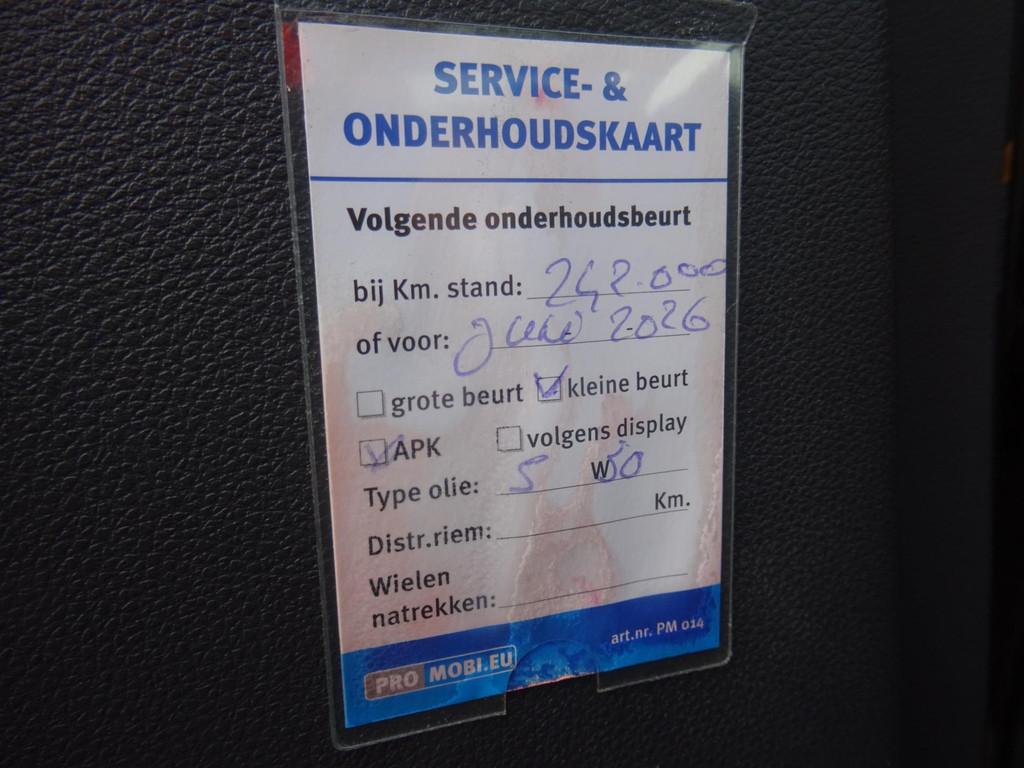 SERVICE- &
ONDERHOUDSKAART
Volgende onderhoudsbeurt
bij Km. stand: 242.000
of voor: Juni 2026
grote beurt kleine beurt
APK volgens display
Type olie: 5 W50
Km.
Distr.riem:
Wielen
natrekken:
art.nr. PM 014
PRO MOBI.EU